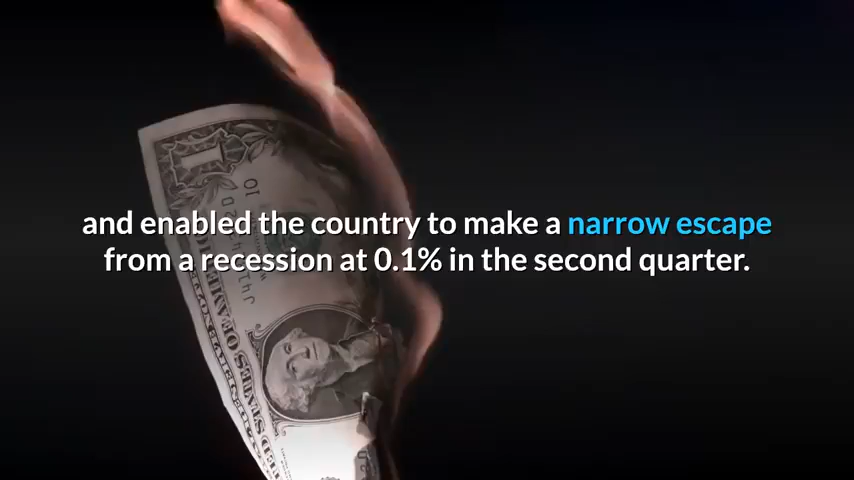 and enabled the country to make a narrow escape
from a recession at 0.1% in the second quarter.